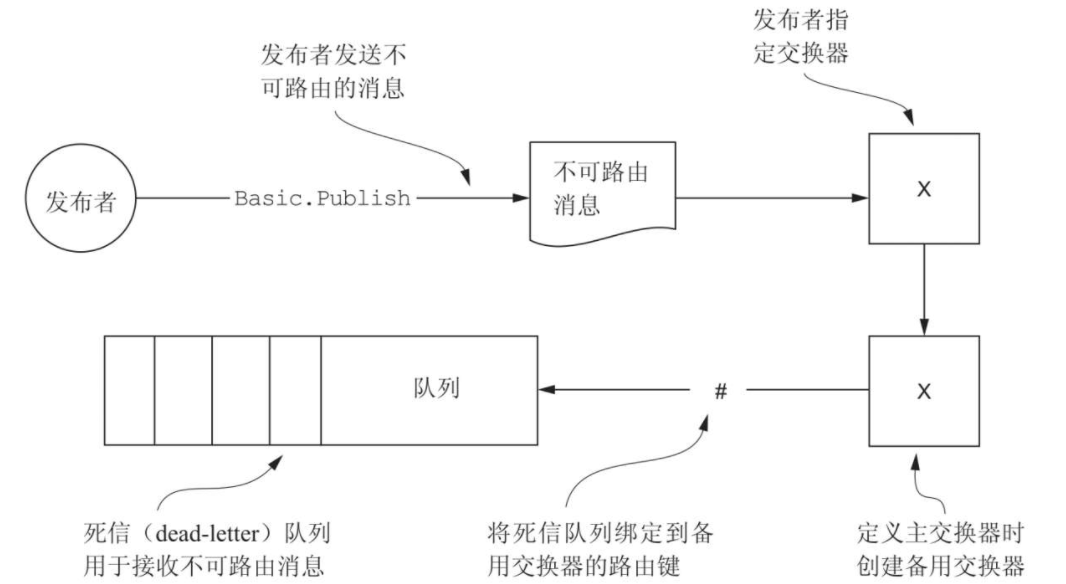 发布者发送不
可路由的消息
发布者指
定交换器
发布者
Basic.Publish
不可路由
消息
X
队列
#
X
死信（dead-letter）队列
用于接收不可路由消息
将死信队列绑定到备
用交换器的路由键
定义主交换器时
创建备用交换器